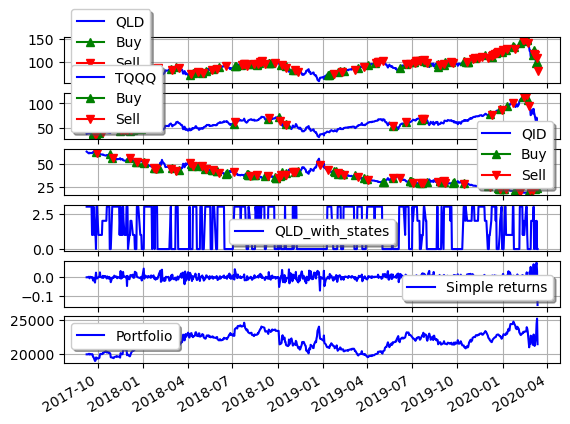 QLD
Buy
Sell
150
100
TQQQ
Buy
Sell
100
50
QID
Buy
Sell
50
25
QLD_with_states
2.5
0.0
Simple returns
0.0
−0.1
Portfolio
25000
20000
2017-10
2018-01
2018-04
2018-07
2018-10
2019-01
2019-04
2019-07
2019-10
2020-01
2020-04